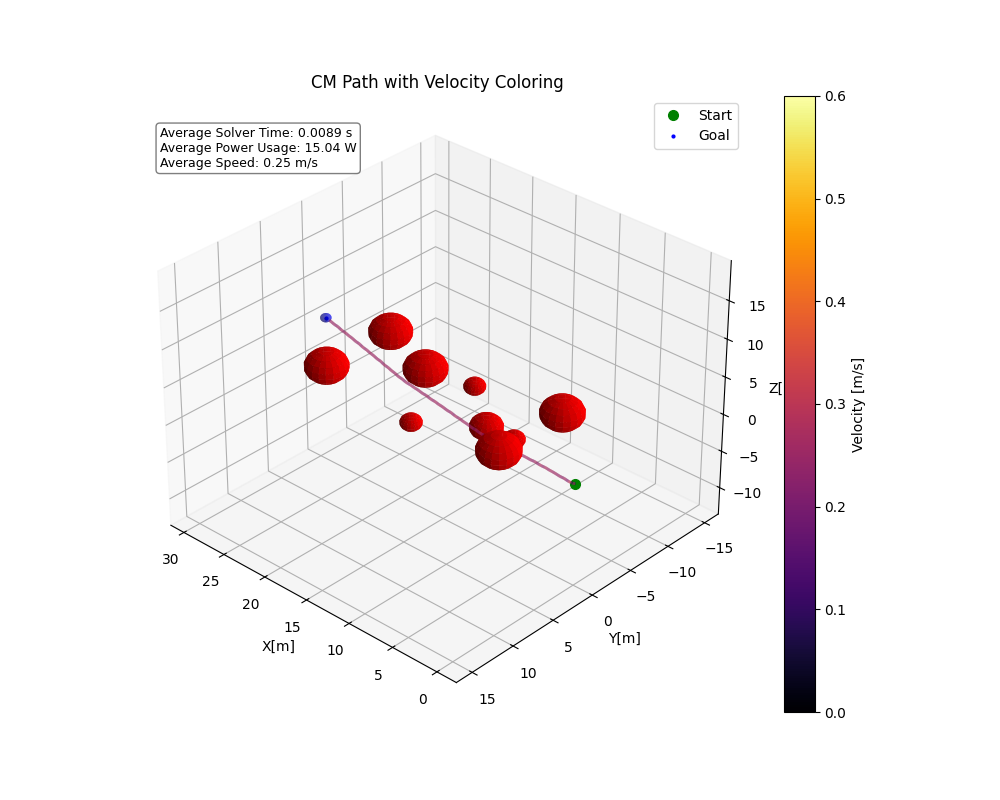 CM Path with Velocity Coloring
Average Solver Time: 0.0089 s
Average Power Usage: 15.04 W
Average Speed: 0.25 m/s
Start
Goal
0.6
0.5
0.4
0.3
0.2
0.1
0.0
Velocity [m/s]
Z[
15
10
5
0
−5
−10
30
25
20
15
10
5
0
X[m]
−15
−10
−5
0
5
10
15
Y[m]